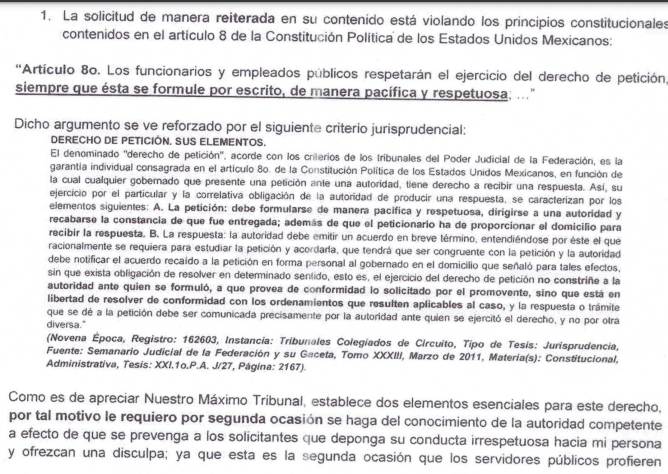 1. La solicitud de manera reiterada en su contenido está violando los principios constitucionales
contenidos en el artículo 8 de la Constitución Política de los Estados Unidos Mexicanos:
“Artículo 8o. Los funcionarios y empleados públicos respetarán el ejercicio del derecho de petición,
siempre que ésta se formule por escrito, de manera pacífica y respetuosa; …”
Dicho argumento se ve reforzado por el siguiente criterio jurisprudencial:
DERECHO DE PETICIÓN. SUS ELEMENTOS.
El denominado "derecho de petición", acorde con los criterios de los tribunales del Poder Judicial de la Federación, es la
garantía individual consagrada en el artículo 8o. de la Constitución Política de los Estados Unidos Mexicanos, en función de
la cual cualquier gobernado que presente una petición ante una autoridad, tiene derecho a recibir una respuesta. Así, su
ejercicio por el particular y la correlativa obligación de la autoridad de producir una respuesta, se caracterizan por los
elementos siguientes: A. La petición: debe formularse de manera pacífica y respetuosa, dirigirse a una autoridad y
recabarse la constancia de que fue entregada; además de que el peticionario ha de proporcionar el domicilio para
recibir la respuesta. B. La respuesta: la autoridad debe emitir un acuerdo en breve término, entendiéndose por éste el que
racionalmente se requiera para estudiar la petición y acordarla, que tendrá que ser congruente con la petición y la autoridad
debe notificar el acuerdo recaído a la petición en forma personal al gobernado en el domicilio que señaló para tales efectos,
sin que exista obligación de resolver en determinado sentido, esto es, el ejercicio del derecho de petición no constriñe a la
autoridad ante quien se formuló, a que provea de conformidad lo solicitado por el promovente, sino que está en
libertad de resolver de conformidad con los ordenamientos que resulten aplicables al caso, y la respuesta o trámite
que se dé a la petición debe ser comunicada precisamente por la autoridad ante quien se ejercitó el derecho, y no por otra
diversa."
(Novena Época, Registro: 162603, Instancia: Tribunales Colegiados de Circuito, Tipo de Tesis: Jurisprudencia,
Fuente: Semanario Judicial de la Federación y su Gaceta, Tomo XXXIII, Marzo de 2011, Materia(s): Constitucional,
Administrativa, Tesis: XXI.1o.P.A. J/27, Página: 2167).
Como es de apreciar Nuestro Máximo Tribunal, establece dos elementos esenciales para este derecho,
por tal motivo le requiero por segunda ocasión se haga del conocimiento de la autoridad competente
a efecto de que se prevenga a los solicitantes que deponga su conducta irrespetuosa hacia mi persona
y ofrezcan una disculpa; ya que esta es la segunda ocasión que los servidores públicos profieren